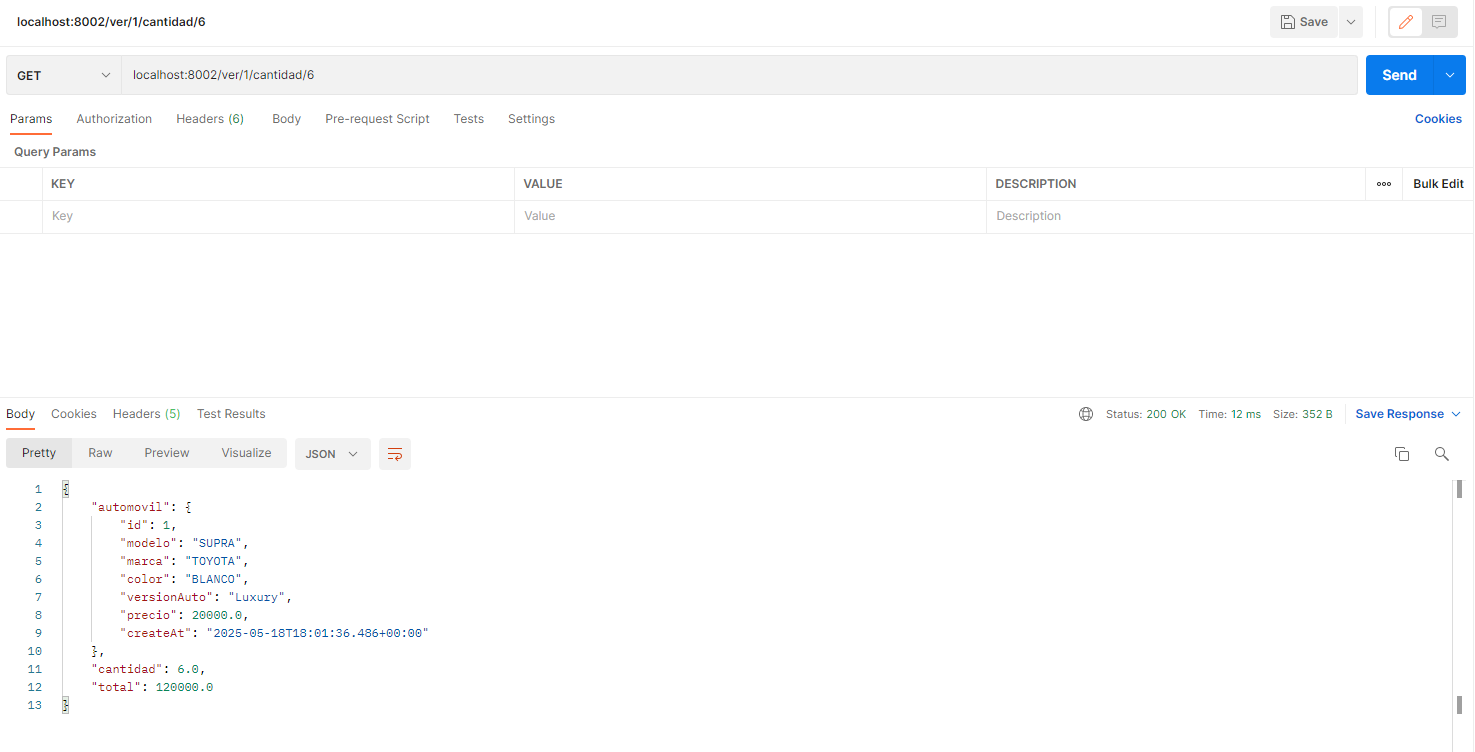 localhost:8002/ver/1/cantidad/6
Save
GET localhost:8002/ver/1/cantidad/6 Send
Params Authorization Headers (6) Body Pre-request Script Tests Settings Cookies
Query Params
KEY VALUE DESCRIPTION Bulk Edit
Key Value Description
Body Cookies Headers (5) Test Results Status: 200 OK Time: 12 ms Size: 352 B Save Response
Pretty Raw Preview Visualize JSON
1 {
2 "automovil": {
3 "id": 1,
4 "modelo": "SUPRA",
5 "marca": "TOYOTA",
6 "color": "BLANCO",
7 "versionAuto": "Luxury",
8 "precio": 20000.0,
9 "createAt": "2025-05-18T18:01:36.486+00:00"
10 },
11 "cantidad": 6.0,
12 "total": 120000.0
13 }